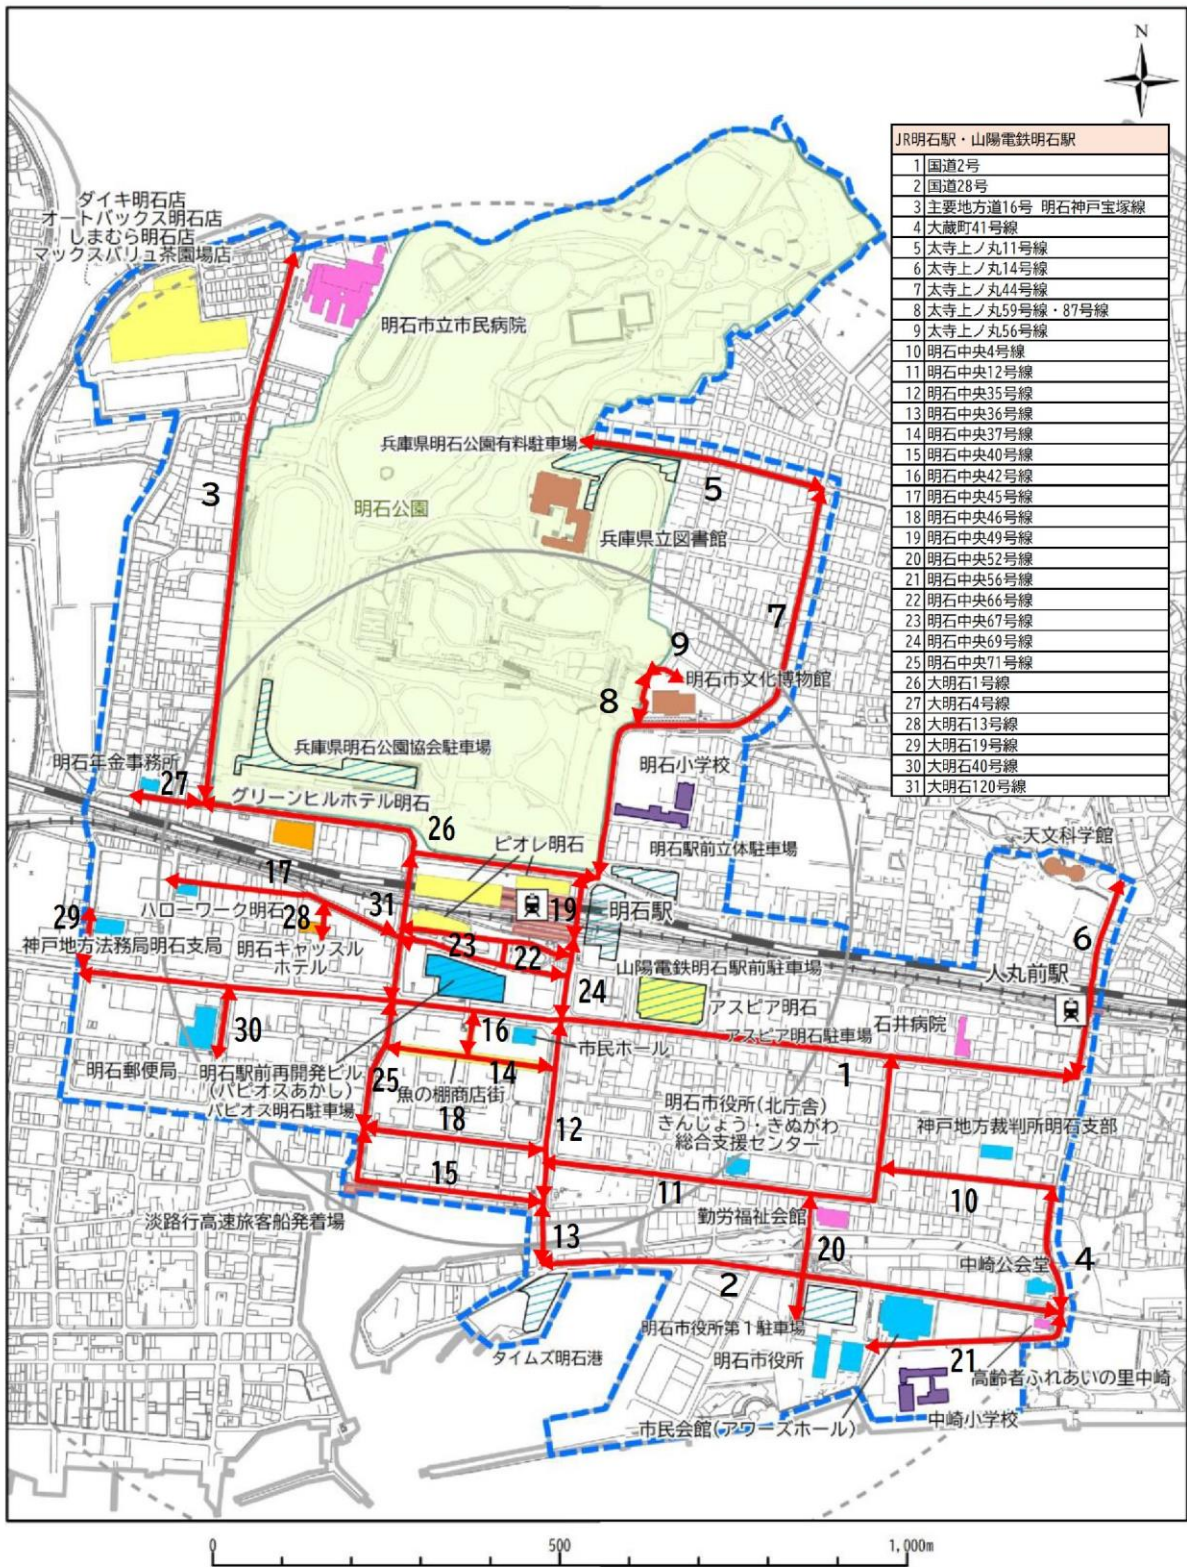 N
JR明石駅・山陽電鉄明石駅
1 国道2号
2 国道28号
3 主要地方道16号 明石神戸宝塚線
4 大蔵町41号線
5 太寺上ノ丸11号線
6 太寺上ノ丸14号線
7 太寺上ノ丸44号線
8 太寺上ノ丸59号線・87号線
9 太寺上ノ丸56号線
10 明石中央4号線
11 明石中央12号線
12 明石中央35号線
13 明石中央36号線
14 明石中央37号線
15 明石中央40号線
16 明石中央42号線
17 明石中央45号線
18 明石中央46号線
19 明石中央49号線
20 明石中央52号線
21 明石中央56号線
22 明石中央66号線
23 明石中央67号線
24 明石中央69号線
25 明石中央71号線
26 大明石1号線
27 大明石4号線
28 大明石13号線
29 大明石19号線
30 大明石40号線
31 大明石120号線
ダイキ明石店
オートバックス明石店
しまむら明石店
マックスバリュ茶園場店
明石市立市民病院
兵庫県明石公園有料駐車場
5
3
明石公園
兵庫県立図書館
7
9
明石市文化博物館
8
兵庫県明石公園協会駐車場
明石年金事務所
明石小学校
27
グリーンヒルホテル明石
26
ピオレ明石
明石駅前立体駐車場
天文科学館
17
ハローワーク明石
31
19
明石駅
29
28
神戸地方法務局明石支局
明石キャッスル
ホテル
23
22
山陽電鉄明石駅前駐車場
6
人丸前駅
24
アスピア明石
アスピア明石駐車場
石井病院
30
16
市民ホール
明石郵便局
明石駅前再開発ビル
(パピオスあかし)
パピオス明石駐車場
25
14
魚の棚商店街
1
明石市役所(北庁舎)
きんじょう・きぬがわ
総合支援センター
神戸地方裁判所明石支部
18
12
15
11
10
淡路行高速旅客船発着場
勤労福祉会館
13
20
2
中崎公会堂
4
明石市役所第1駐車場
タイムズ明石港
明石市役所
21
高齢者ふれあいの里中崎
市民会館(アワーズホール)
中崎小学校
0 500 1,000m